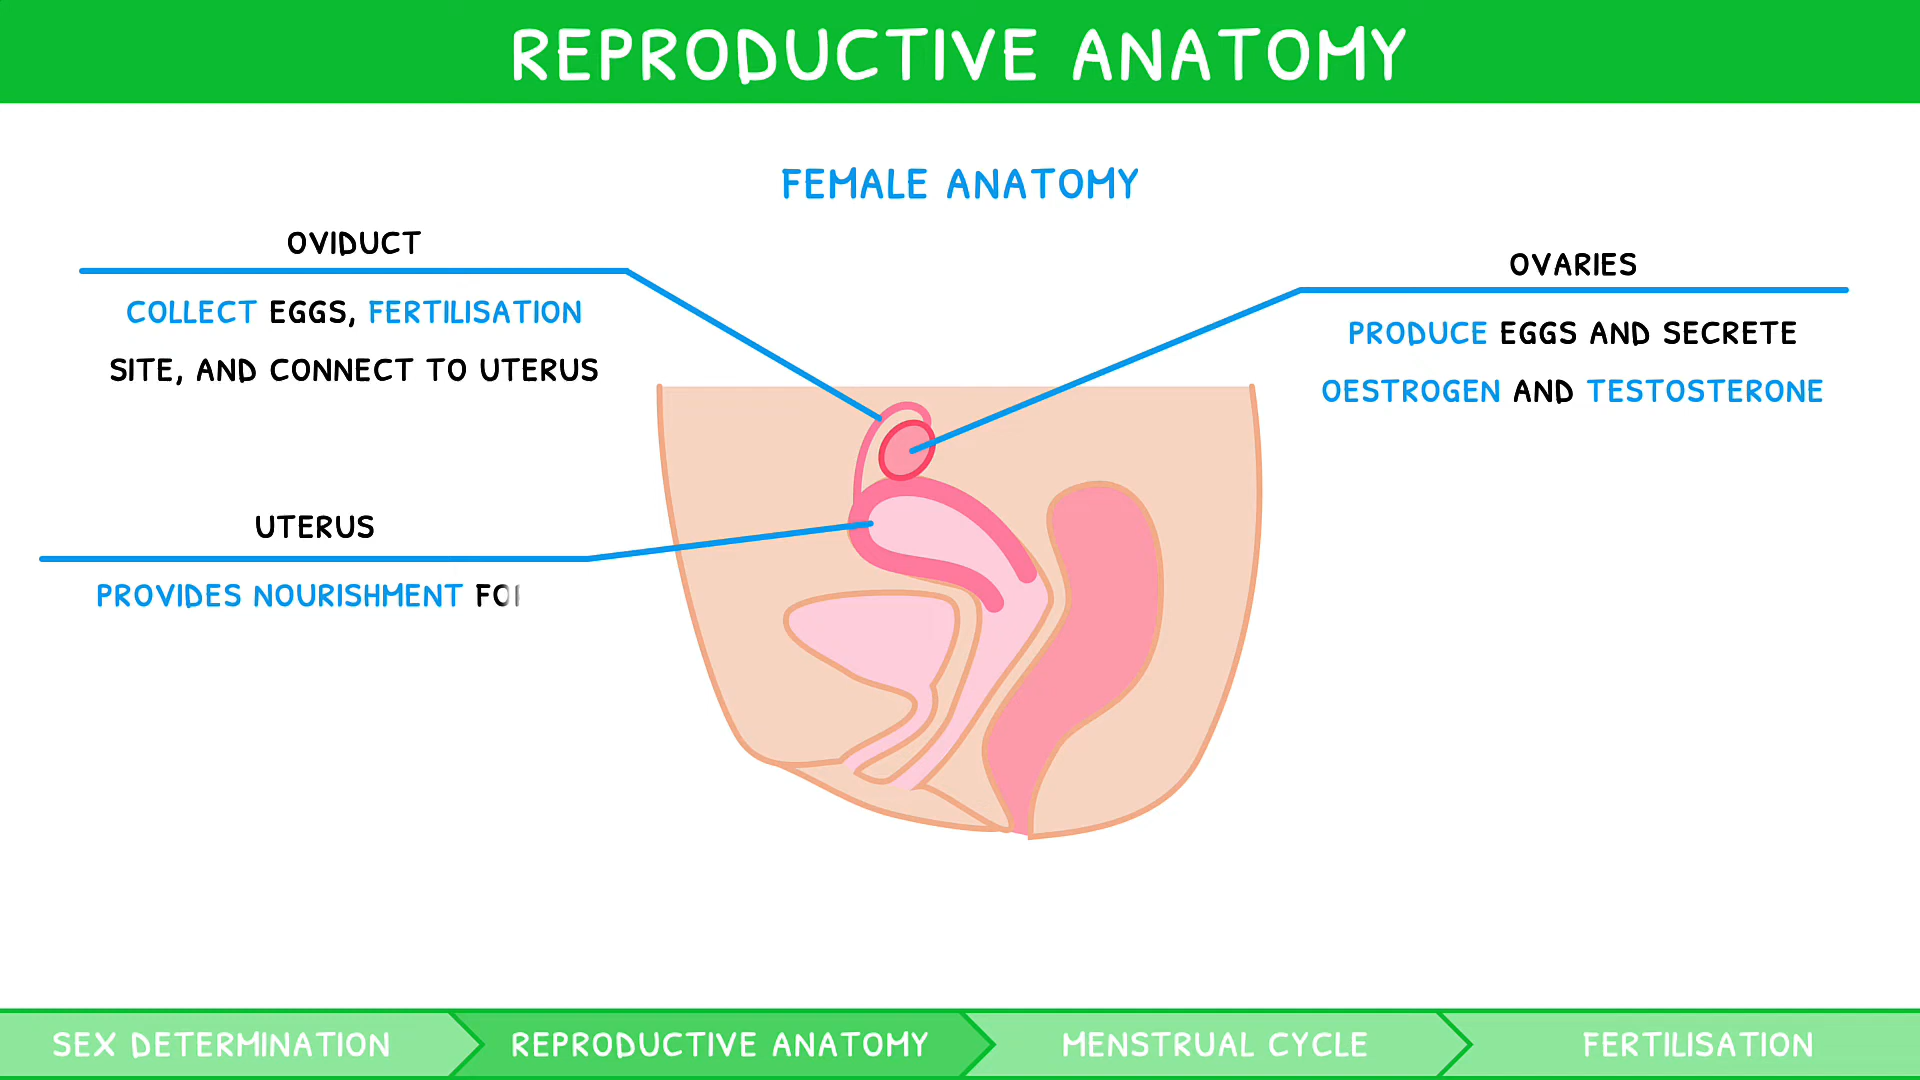 REPRODUCTIVE ANATOMY
FEMALE ANATOMY
OVIDUCT
COLLECT EGGS, FERTILISATION
SITE, AND CONNECT TO UTERUS
OVARIES
PRODUCE EGGS AND SECRETE
OESTROGEN AND TESTOSTERONE
UTERUS
PROVIDES NOURISHMENT
SEX DETERMINATION
REPRODUCTIVE ANATOMY
MENSTRUAL CYCLE
FERTILISATION